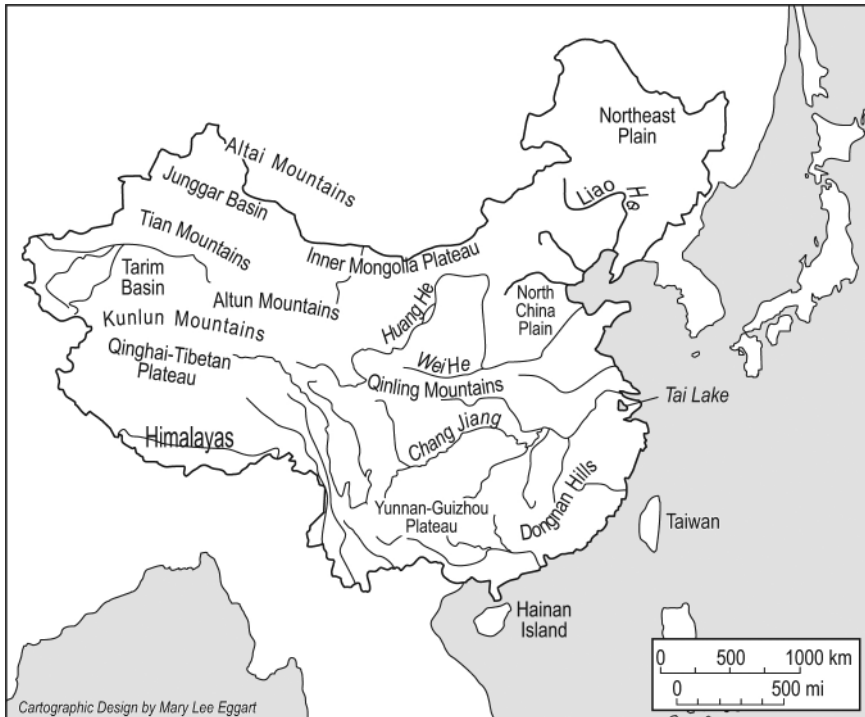 Northeast
Plain
Altai Mountains
Junggar Basin
Liao He
Tian Mountains
Inner Mongolia Plateau
Tarim
Basin
Altun Mountains
Huang He
North
China
Plain
Kunlun Mountains
Qinghai-Tibetan
Plateau
Wei He
Qinling Mountains
Tai Lake
Himalayas
Chang Jiang
Yunnan-Guizhou
Plateau
Dongnan Hills
Taiwan
Hainan
Island
0 500 1000 km
0 500 mi
Cartographic Design by Mary Lee Eggart